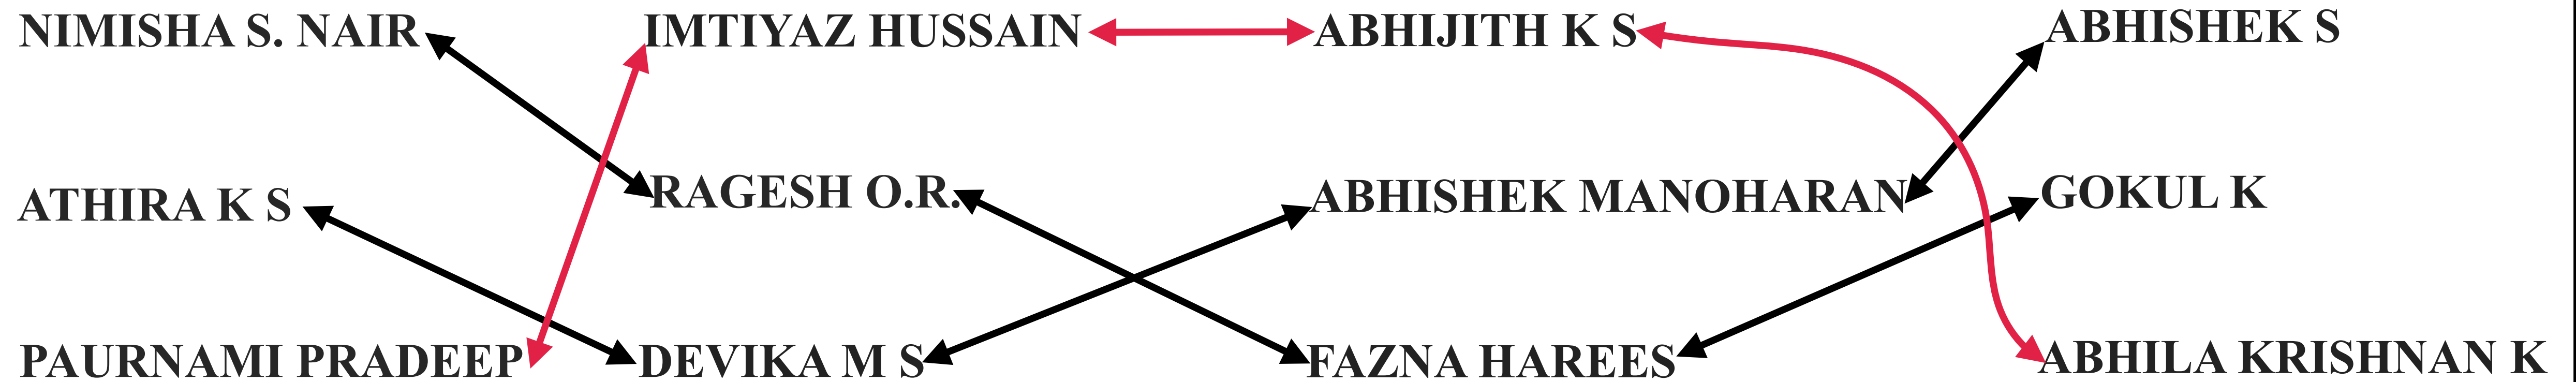 NIMISHA S. NAIR IMTIYAZ HUSSAIN ABHIJITH K S ABHISHEK S
ATHIRA K S RAGESH O.R. ABHISHEK MANOHARAN GOKUL K
PAURNAMI PRADEEP DEVIKA M S FAZNA HAREES ABHILA KRISHNAN K